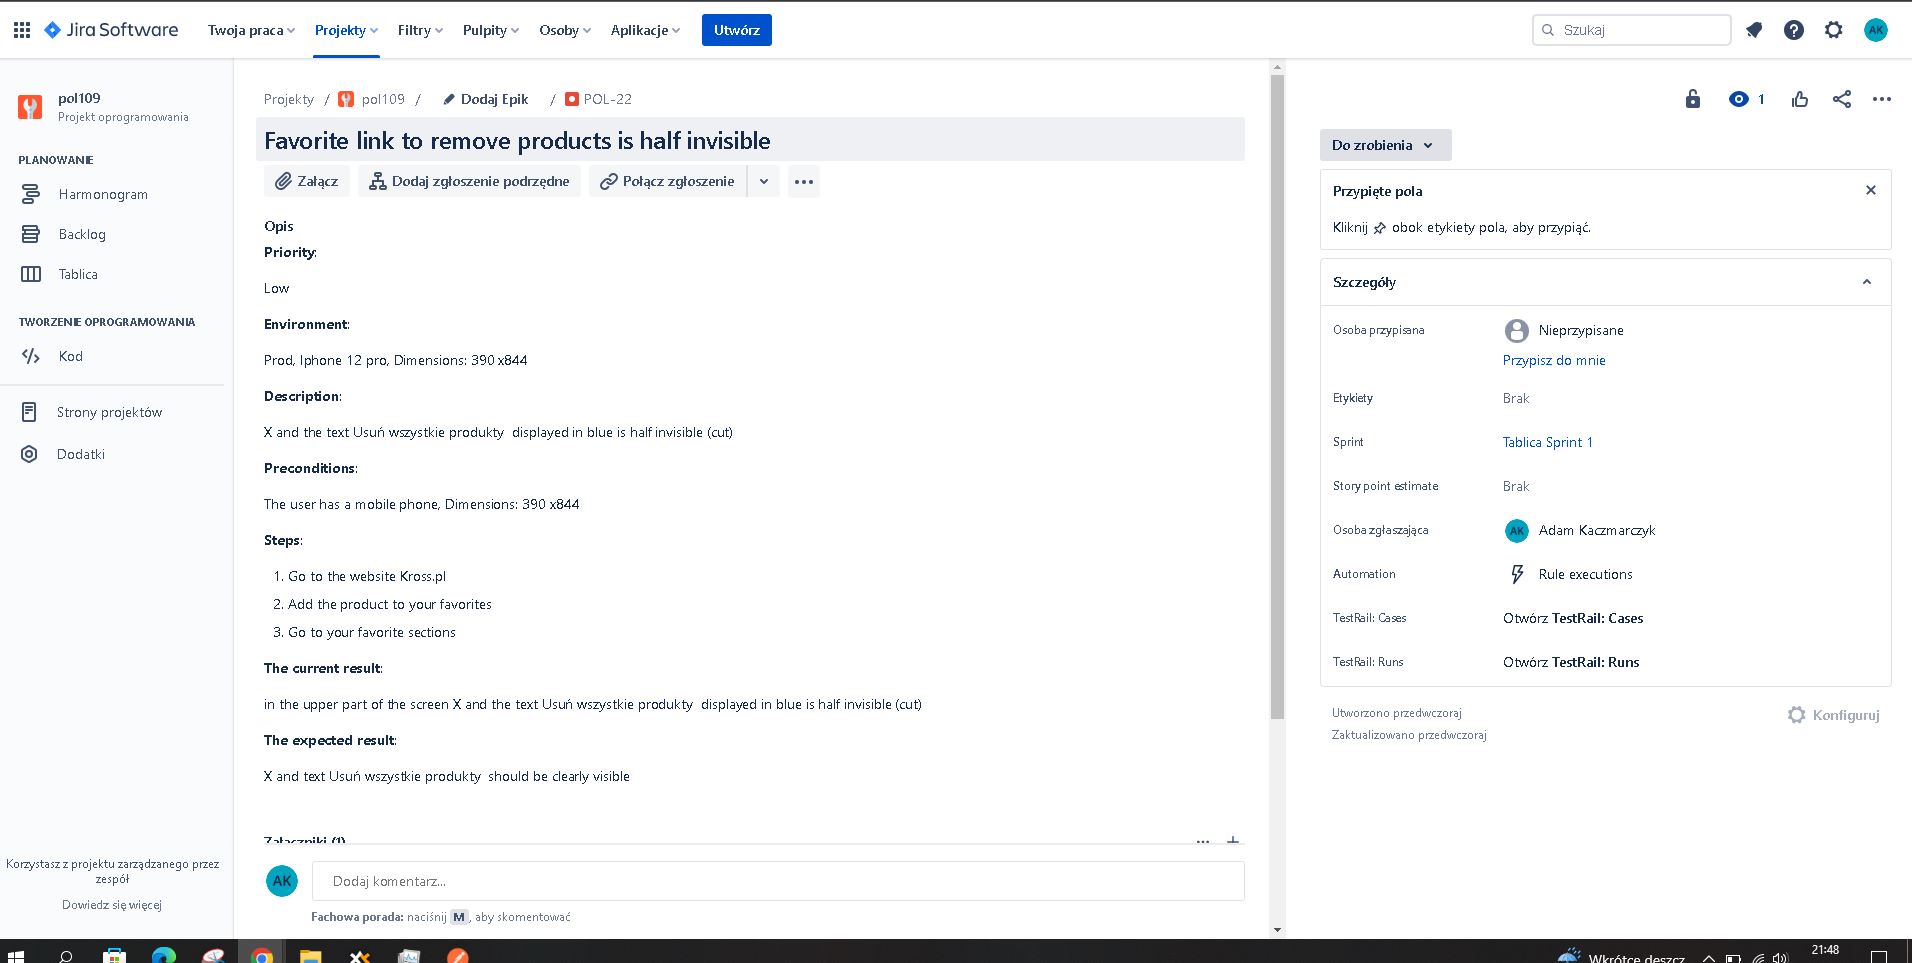 Jira Software
Twoja praca
Projekty
Filtry
Pulpity
Osoby
Aplikacje
Utwórz
Szukaj
AK
pol109
Projekt oprogramowania
PLANOWANIE
Harmonogram
Backlog
Tablica
TWORZENIE OPROGRAMOWANIA
Kod
Strony projektów
Dodatki
Korzystasz z projektu zarządzanego przez
zespół
Dowiedz się więcej
Projekty / pol109 / Dodaj Epik / POL-22
Favorite link to remove products is half invisible
Załącz
Dodaj zgłoszenie podrzędne
Połącz zgłoszenie
Opis
Priority:
Low
Environment:
Prod, Iphone 12 pro, Dimensions: 390 x844
Description:
X and the text Usuń wszystkie produkty displayed in blue is half invisible (cut)
Preconditions:
The user has a mobile phone, Dimensions: 390 x844
Steps:
1. Go to the website Kross.pl
2. Add the product to your favorites
3. Go to your favorite sections
The current result:
in the upper part of the screen X and the text Usuń wszystkie produkty displayed in blue is half invisible (cut)
The expected result:
X and text Usuń wszystkie produkty should be clearly visible
Załączniki (1)
AK
Dodaj komentarz...
Fachowa porada: naciśnij M, aby skomentować
1
Do zrobienia
Przypięte pola
Kliknij obok etykiety pola, aby przypiąć.
Szczegóły
Osoba przypisana
Nieprzypisane
Przypisz do mnie
Etykiety
Brak
Sprint
Tablica Sprint 1
Story point estimate
Brak
Osoba zgłaszająca
AK
Adam Kaczmarczyk
Automation
Rule executions
TestRail: Cases
Otwórz TestRail: Cases
TestRail: Runs
Otwórz TestRail: Runs
Utworzono przedwczoraj
Zaktualizowano przedwczoraj
Konfiguruj
Wkrótce deszcz
21:48